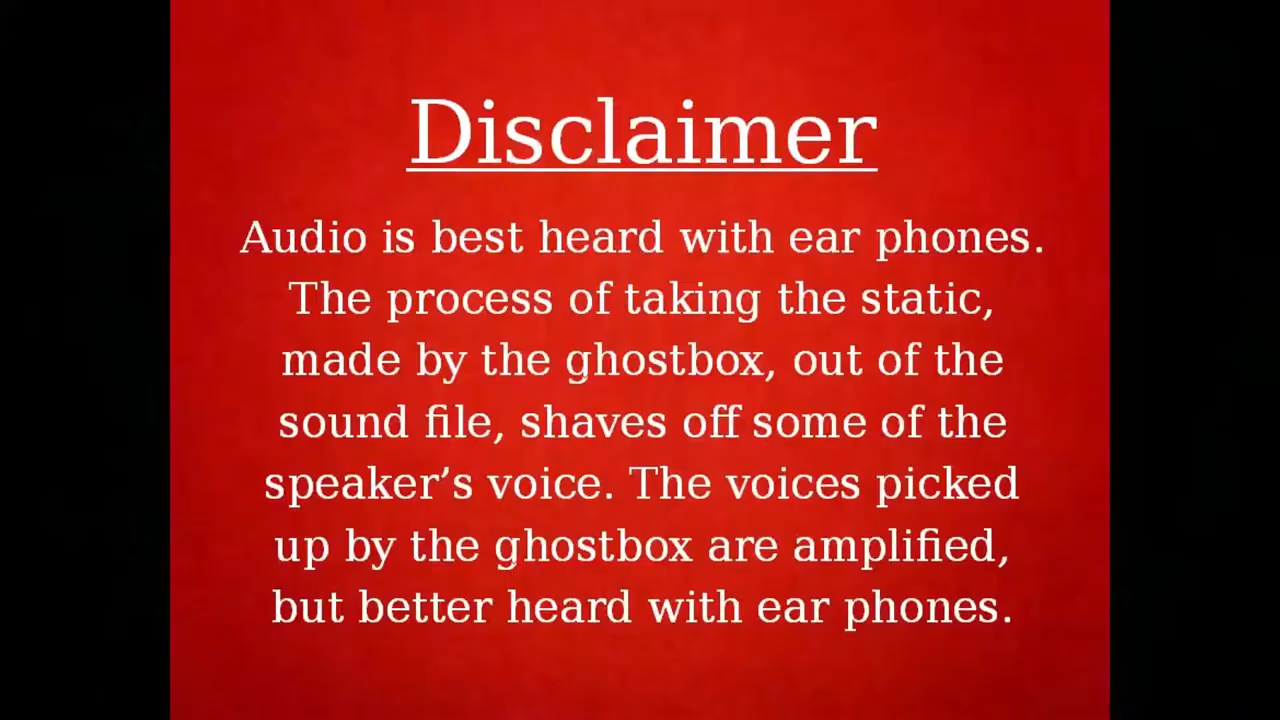 Disclaimer
Audio is best heard with ear phones.
The process of taking the static,
made by the ghostbox, out of the
sound file, shaves off some of the
speaker’s voice. The voices picked
up by the ghostbox are amplified,
but better heard with ear phones.